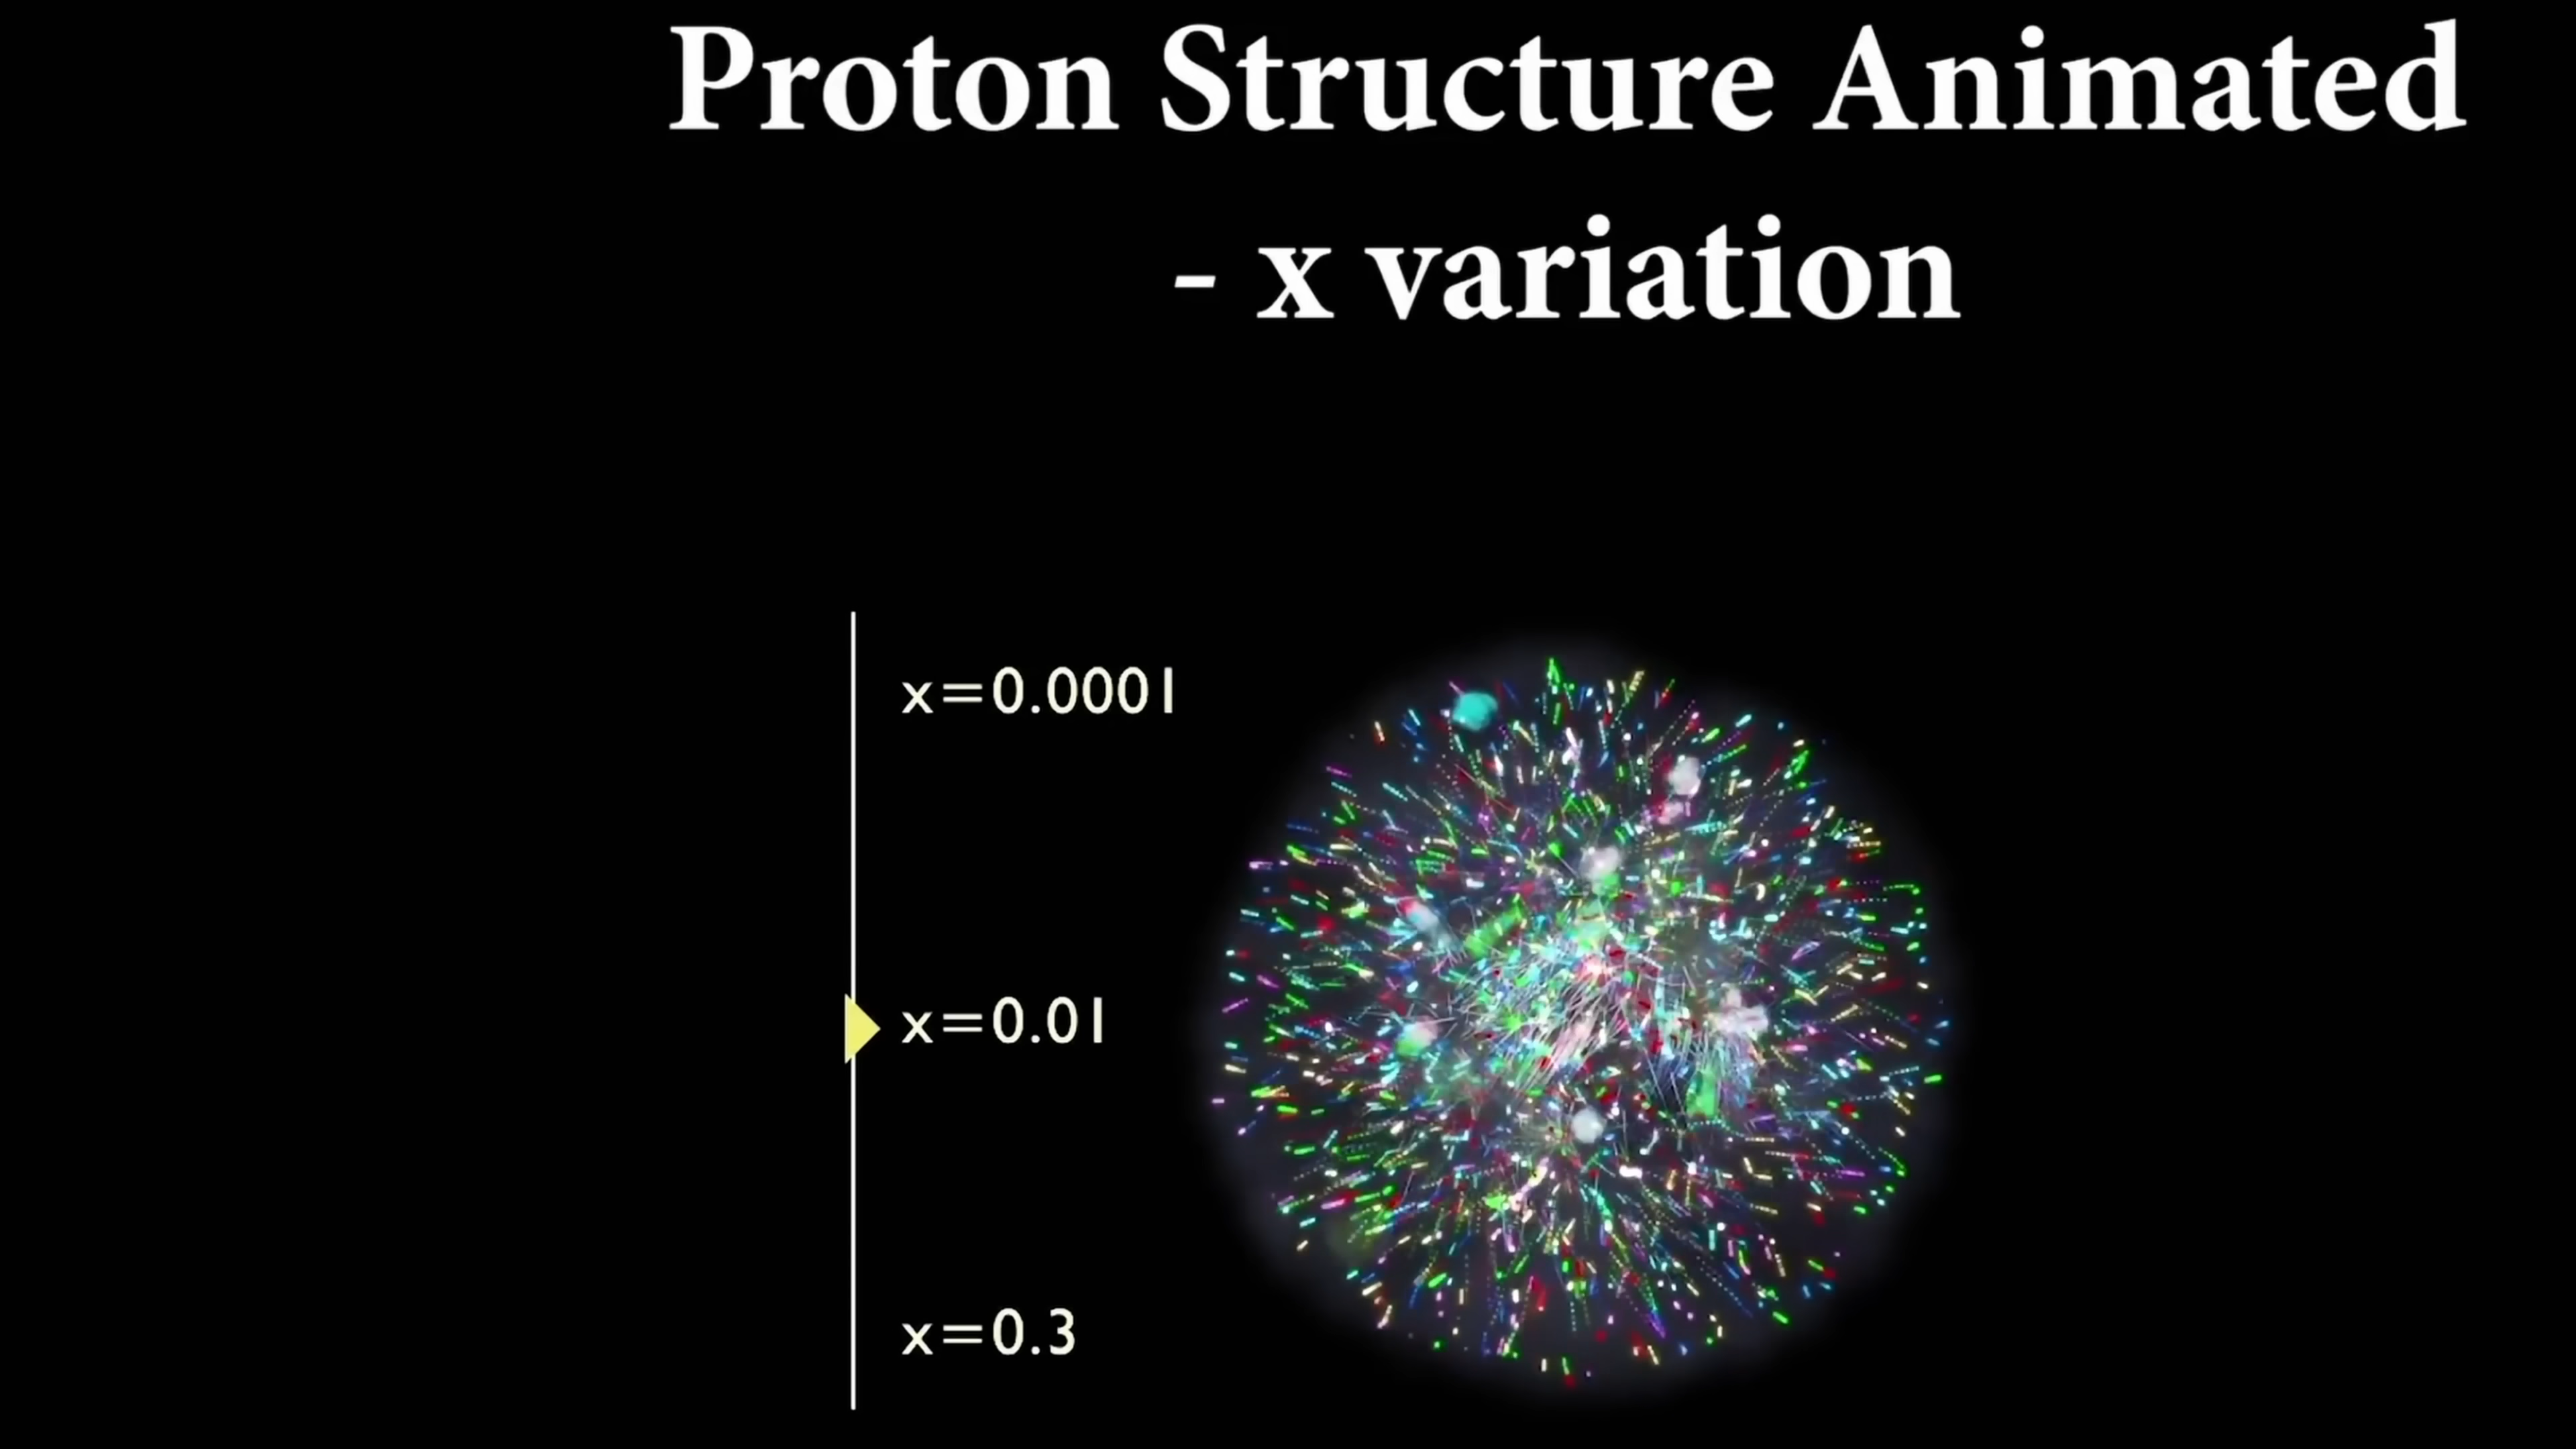 Proton Structure Animated
- x variation
x=0.0001
x=0.01
x=0.3